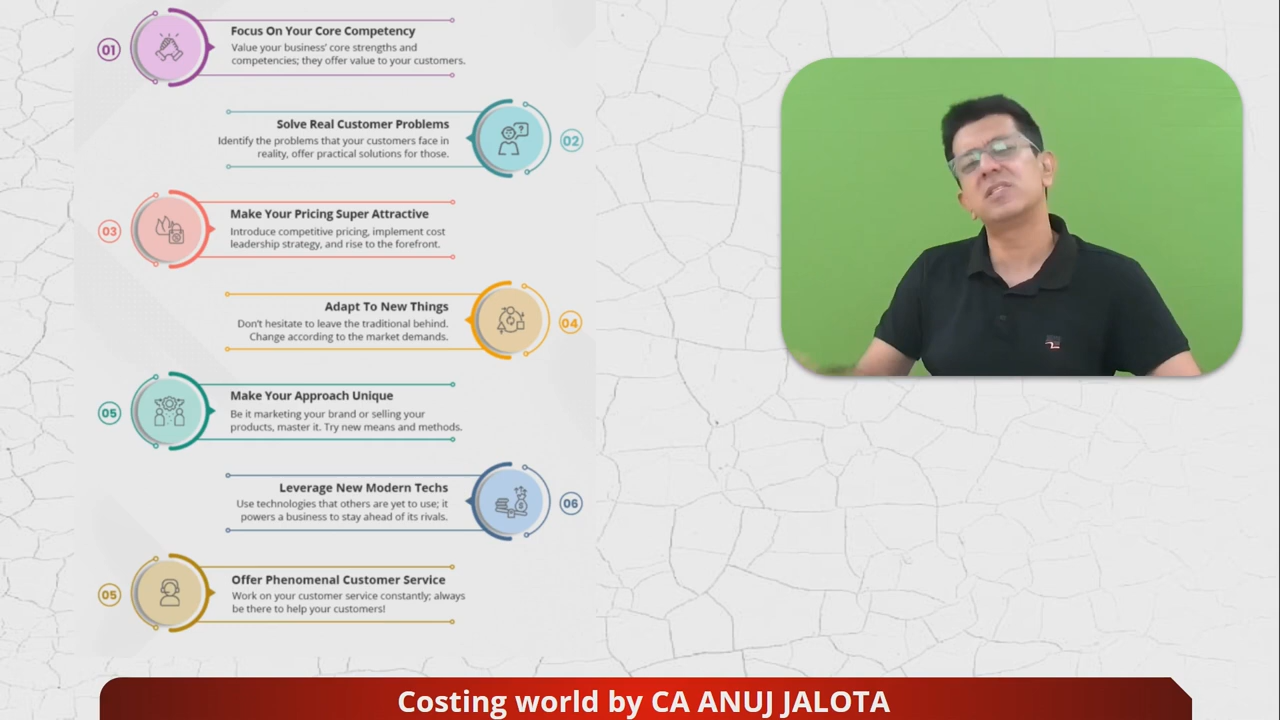 01
Focus On Your Core Competency
Value your business' core strengths and
competencies; they offer value to your customers.
Solve Real Customer Problems
Identify the problems that your customers face in
reality, offer practical solutions for those.
02
03
Make Your Pricing Super Attractive
Introduce competitive pricing, implement cost
leadership strategy, and rise to the forefront.
Adapt To New Things
Don't hesitate to leave the traditional behind.
Change according to the market demands.
04
05
Make Your Approach Unique
Be it marketing your brand or selling your
products, master it. Try new means and methods.
Leverage New Modern Techs
Use technologies that others are yet to use; it
powers a business to stay ahead of its rivals.
06
05
Offer Phenomenal Customer Service
Work on your customer service constantly; always
be there to help your customers!
Costing world by CA ANUJ JALOTA